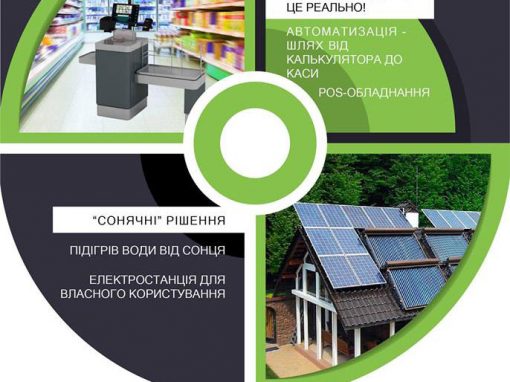 ЦЕ РЕАЛЬНО!
АВТОМАТИЗАЦІЯ -
ШЛЯХ ВІД
КАЛЬКУЛЯТОРА ДО
КАСИ
POS-ОБЛАДНАННЯ
“СОНЯЧНІ” РІШЕННЯ
ПІДІГРІВ ВОДИ ВІД СОНЦЯ
ЕЛЕКТРОСТАНЦІЯ ДЛЯ
ВЛАСНОГО КОРИСТУВАННЯ